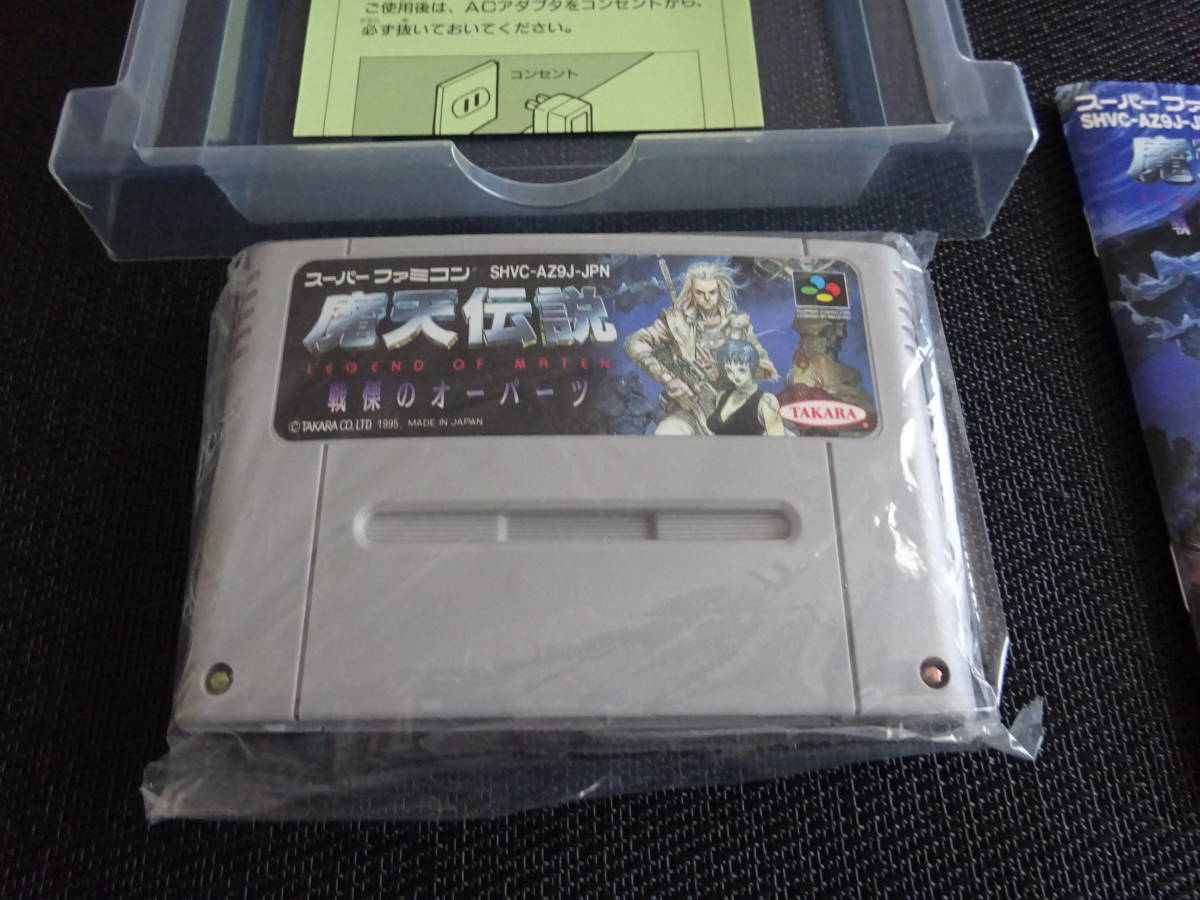 ご使用後は、ACアダプタをコンセントから、
必ず抜いておいてください。
コンセント
スーパーファミコン SHVC-AZ9J-JPN
魔天伝説
LEGEND OF MATEN
戦慄のオーパーツ
©TAKARA CO., LTD 1995, MADE IN JAPAN
TAKARA
スーパーファ
SHVC-AZ9J-J
魔
戦